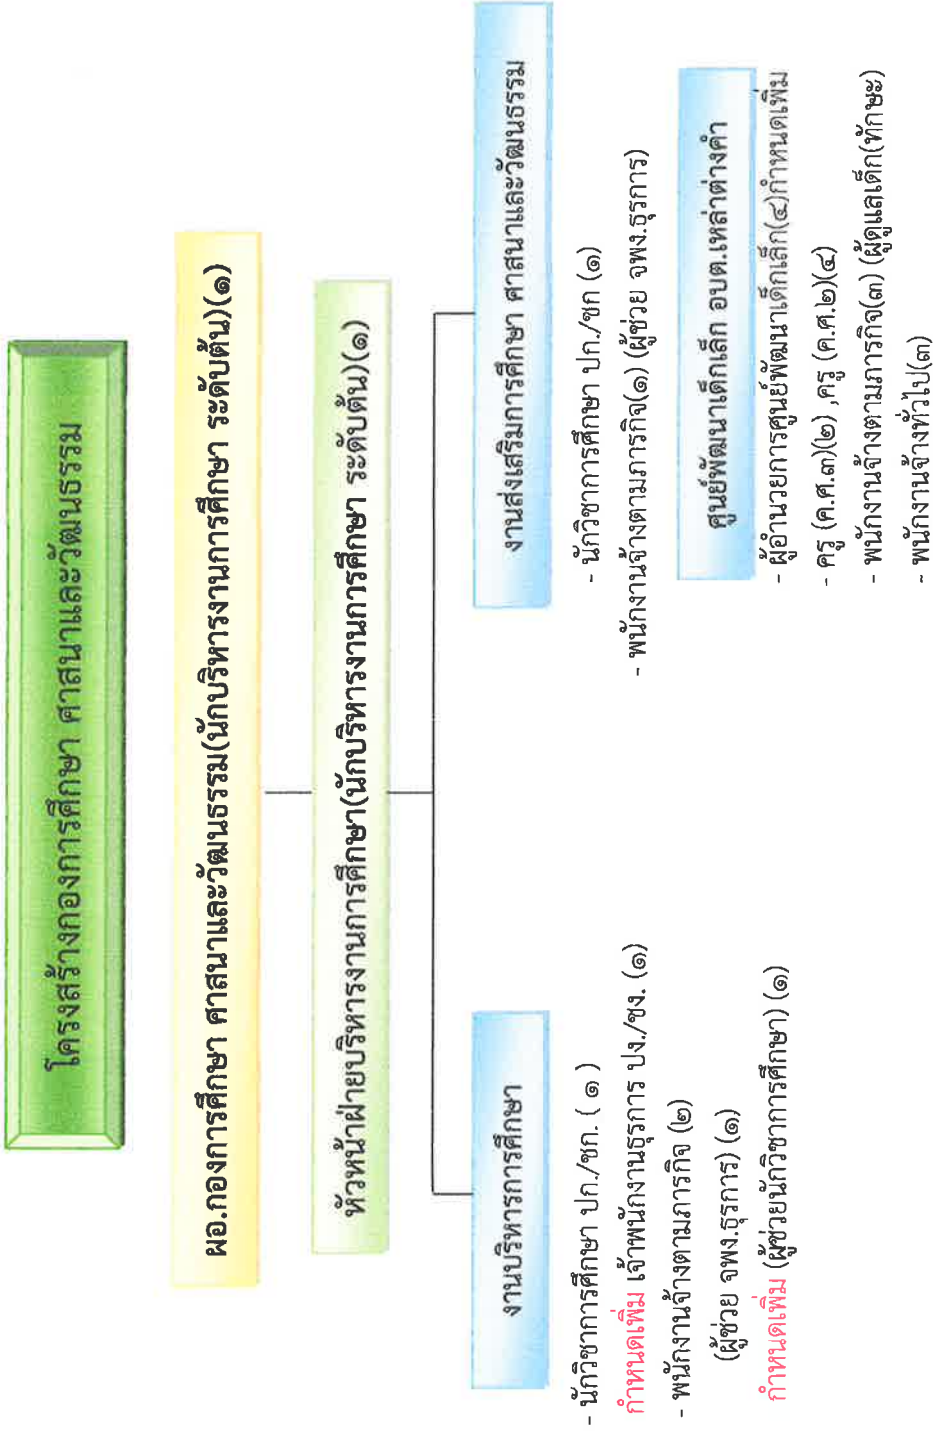 โครงสร้างกองการศึกษา ศาสนาและวัฒนธรรม
ผอ.กองการศึกษา ศาสนาและวัฒนธรรม(นักบริหารงานการศึกษา ระดับต้น)(๑)
หัวหน้าฝ่ายบริหารงานการศึกษา(นักบริหารงานการศึกษา ระดับต้น)(๑)
งานบริหารการศึกษา
- นักวิชาการศึกษา ปก./ชก. ( ๑ )
กำหนดเพิ่ม เจ้าพนักงานธุรการ ปง./ชง. (๑)
- พนักงานจ้างตามภารกิจ (๒)
(ผู้ช่วย จพง.ธุรการ) (๑)
กำหนดเพิ่ม (ผู้ช่วยนักวิชาการศึกษา) (๑)
งานส่งเสริมการศึกษา ศาสนาและวัฒนธรรม
- นักวิชาการศึกษา ปก./ชก (๑)
- พนักงานจ้างตามภารกิจ(๑) (ผู้ช่วย จพง.ธุรการ)
ศูนย์พัฒนาเด็กเล็ก อบต.เหล่าต่างคำ
- ผู้อำนวยการศูนย์พัฒนาเด็กเล็ก(๔)กำหนดเพิ่ม
- ครู (ค.ศ.๓)(๒) ,ครู (ค.ศ.๒)(๔)
- พนักงานจ้างตามภารกิจ(๓) (ผู้ดูแลเด็ก(ทักษะ)
- พนักงานจ้างทั่วไป(๓)